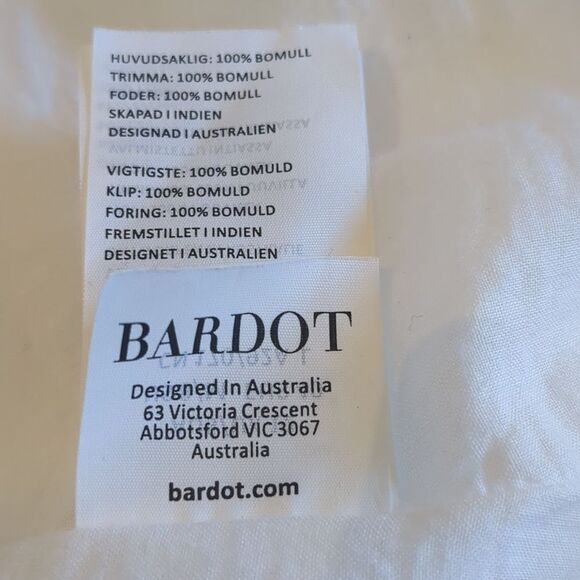 HUVUDSAKLIG: 100% BOMULL
TRIMMA: 100% BOMULL
FODER: 100% BOMULL
SKAPAD I INDIEN
DESIGNAD I AUSTRALIEN
VIGTIGSTE: 100% BOMULD
KLIP: 100% BOMULD
FORING: 100% BOMULD
FREMSTILLET I INDIEN
DESIGNET I AUSTRALIEN
BARDOT
Designed In Australia
63 Victoria Crescent
Abbotsford VIC 3067
Australia
bardot.com